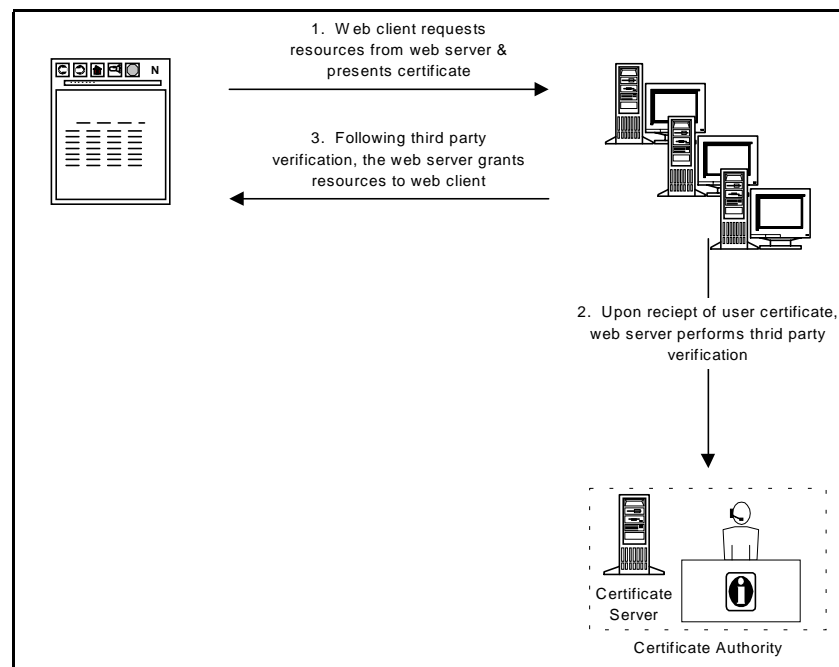 1. Web client requests
resources from web server &
presents certificate
N
3. Following third party
verification, the web server grants
resources to web client
2. Upon reciept of user certificate,
web server performs thrid party
verification
i
Certificate
Server
Certificate Authority